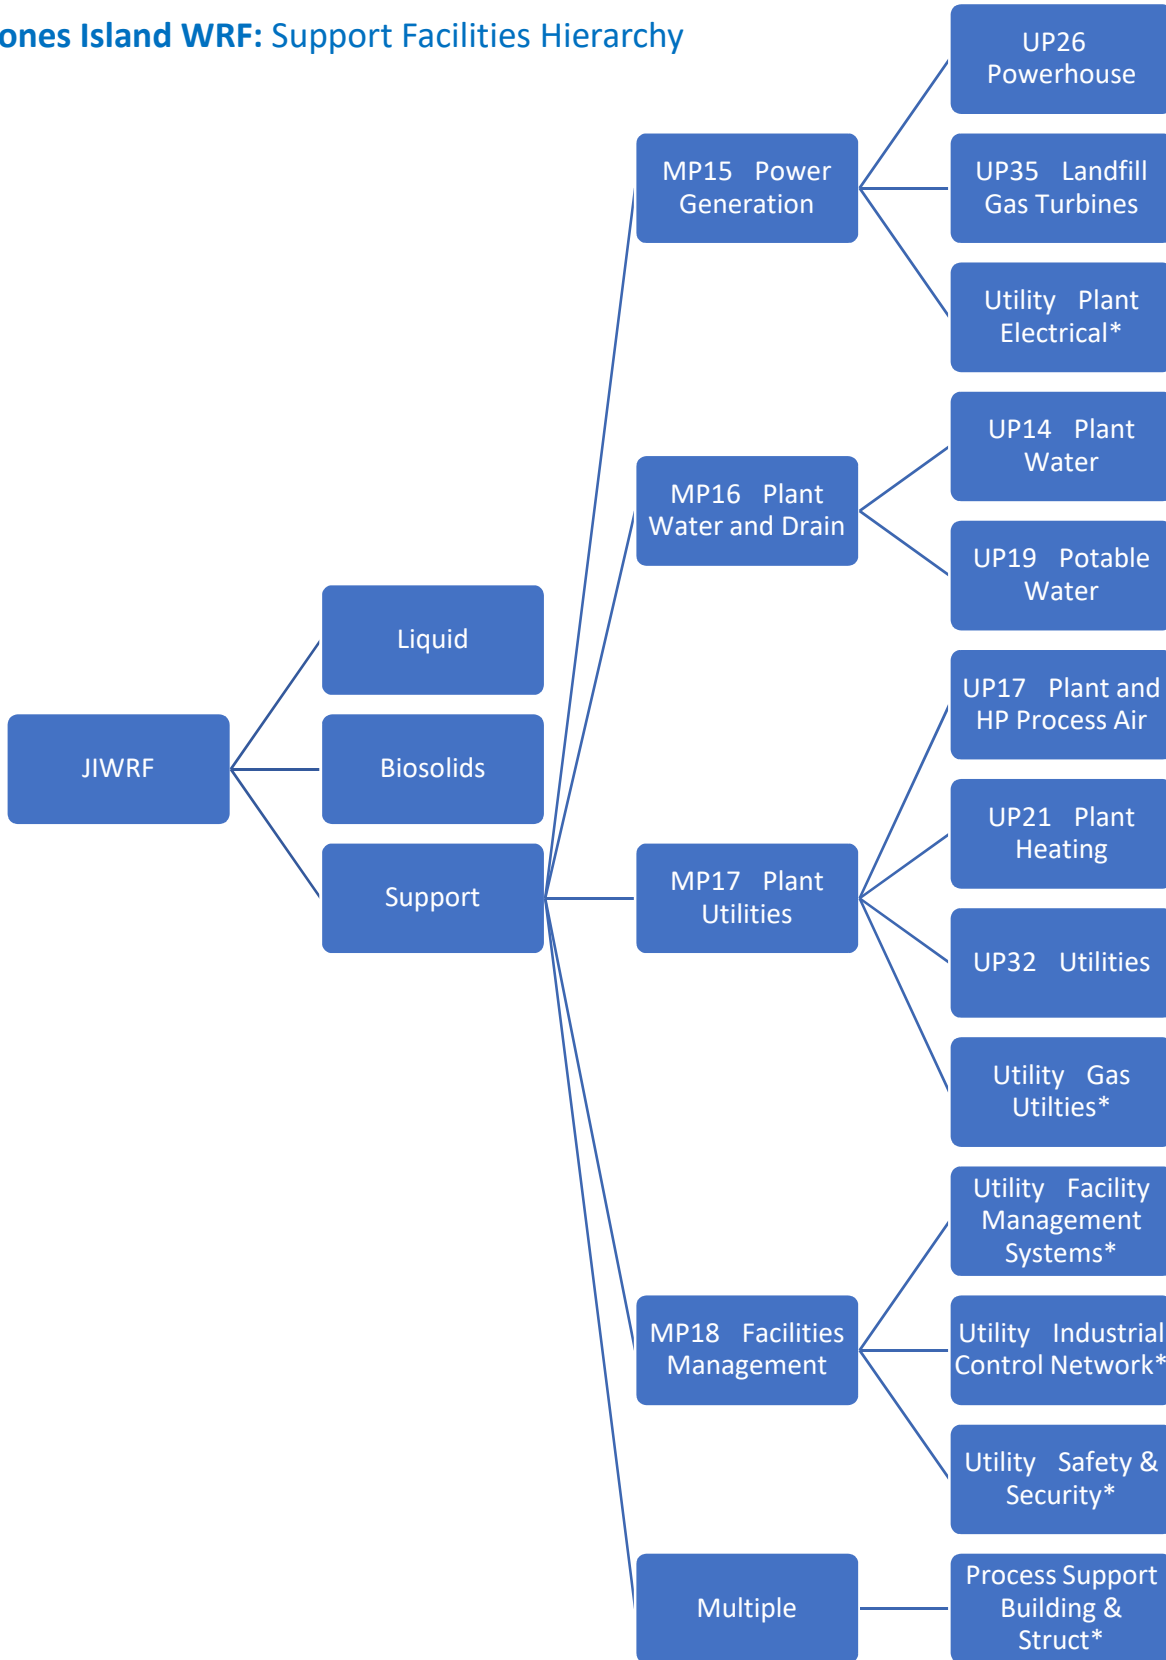 ones Island WRF: Support Facilities Hierarchy
JIWRF
Liquid
Biosolids
Support
MP15 Power
Generation
MP16 Plant
Water and Drain
MP17 Plant
Utilities
MP18 Facilities
Management
Multiple
UP26
Powerhouse
UP35 Landfill
Gas Turbines
Utility Plant
Electrical*
UP14 Plant
Water
UP19 Potable
Water
UP17 Plant and
HP Process Air
UP21 Plant
Heating
UP32 Utilities
Utility Gas
Utilties*
Utility Facility
Management
Systems*
Utility Industrial
Control Network*
Utility Safety &
Security*
Process Support
Building &
Struct*